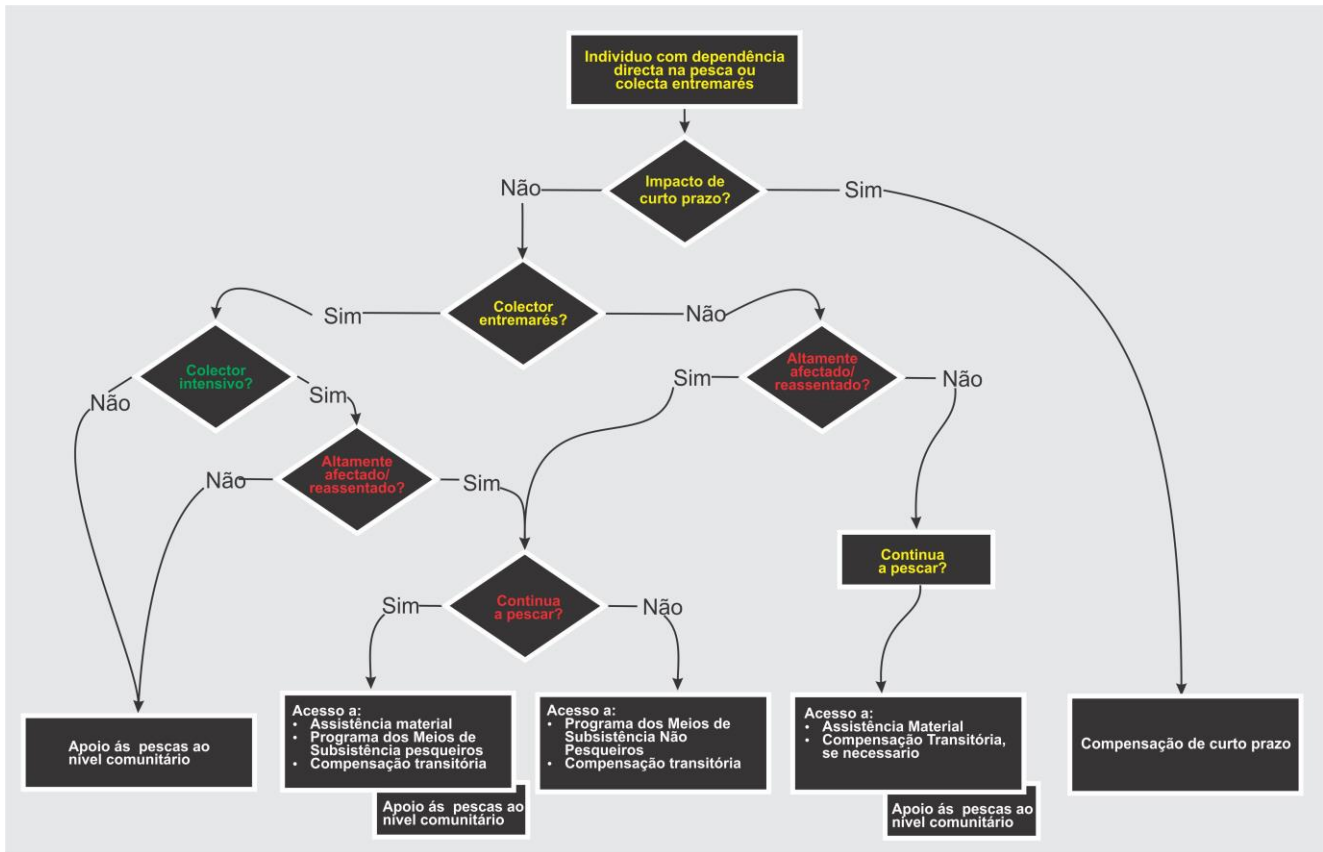 Individuo com dependência
directa na pesca ou
colecta entremarés
Impacto de
curto prazo?
Não
Sim
Colector
entremarés?
Sim
Não
Colector
intensivo?
Altamente
afectado/
reassentado?
Não
Sim
Sim
Não
Altamente
afectado/
reassentado?
Não
Sim
Continua
a pescar?
Continua
a pescar?
Sim
Não
Apoio ás pescas ao
nível comunitário
Acesso a:
• Assistência material
• Programa dos Meios de
Subsistência pesqueiros
• Compensação transitória
Apoio ás pescas ao
nível comunitário
Acesso a:
• Programa dos Meios de
Subsistência Não
Pesqueiros
• Compensação transitória
Acesso a:
• Assistência Material
• Compensação Transitória,
se necessario
Apoio ás pescas ao
nível comunitário
Compensação de curto prazo